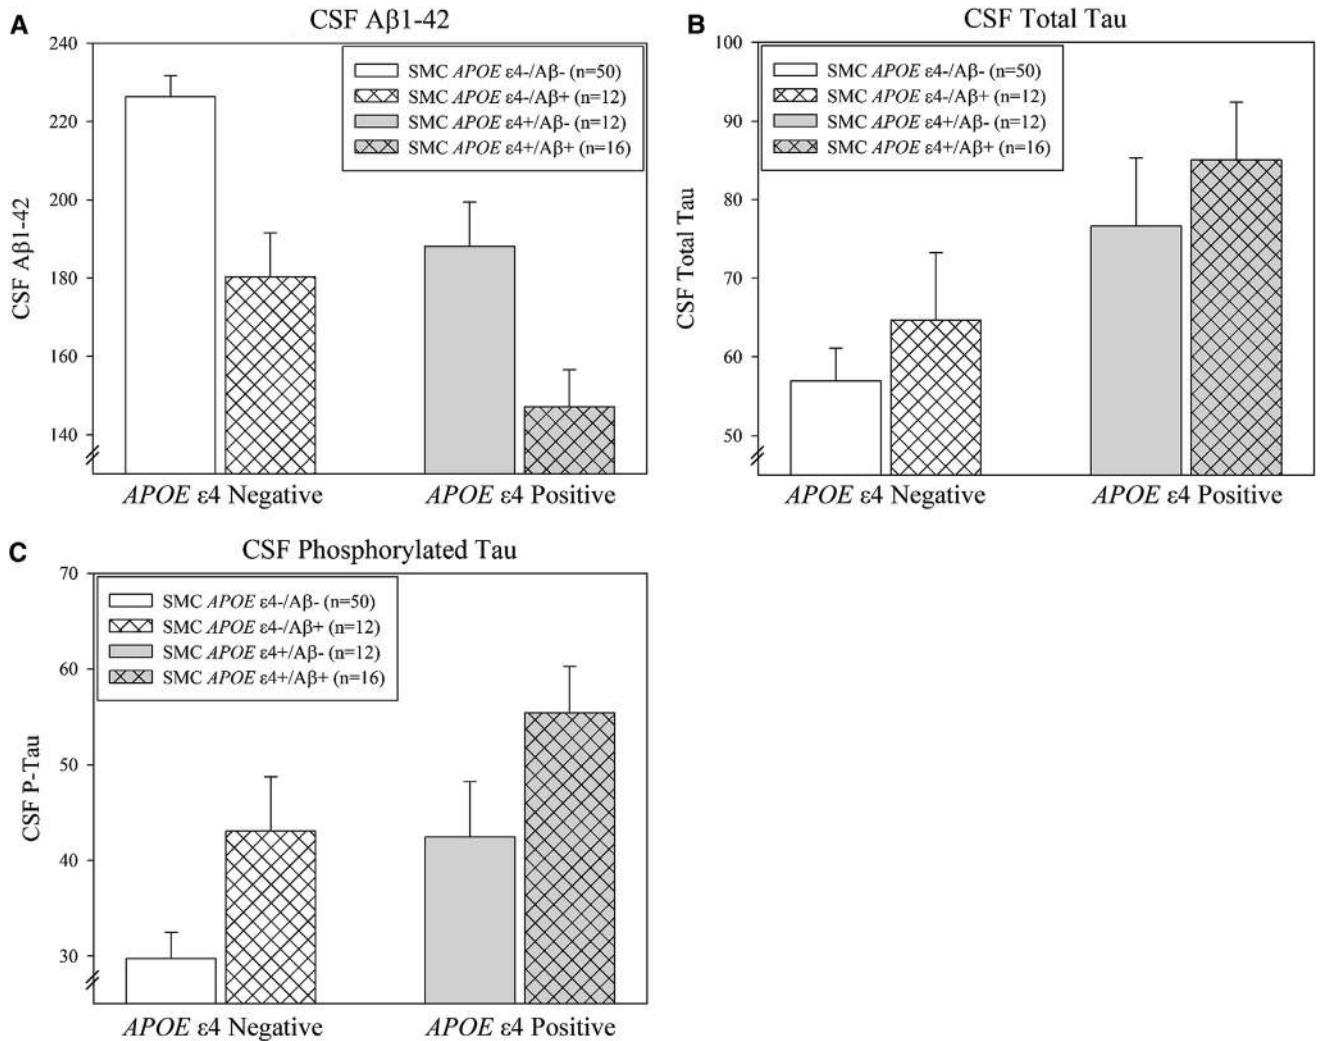 A
CSF Aβ1-42
240
220
200
180
160
140
CSF Aβ1-42
SMC APOE ε4-/Aβ- (n=50)
SMC APOE ε4-/Aβ+ (n=12)
SMC APOE ε4+/Aβ- (n=12)
SMC APOE ε4+/Aβ+ (n=16)
APOE ε4 Negative
APOE ε4 Positive
B
CSF Total Tau
100
90
80
70
60
50
CSF Total Tau
SMC APOE ε4-/Aβ- (n=50)
SMC APOE ε4-/Aβ+ (n=12)
SMC APOE ε4+/Aβ- (n=12)
SMC APOE ε4+/Aβ+ (n=16)
APOE ε4 Negative
APOE ε4 Positive
C
CSF Phosphorylated Tau
70
60
50
40
30
CSF P-Tau
SMC APOE ε4-/Aβ- (n=50)
SMC APOE ε4-/Aβ+ (n=12)
SMC APOE ε4+/Aβ- (n=12)
SMC APOE ε4+/Aβ+ (n=16)
APOE ε4 Negative
APOE ε4 Positive